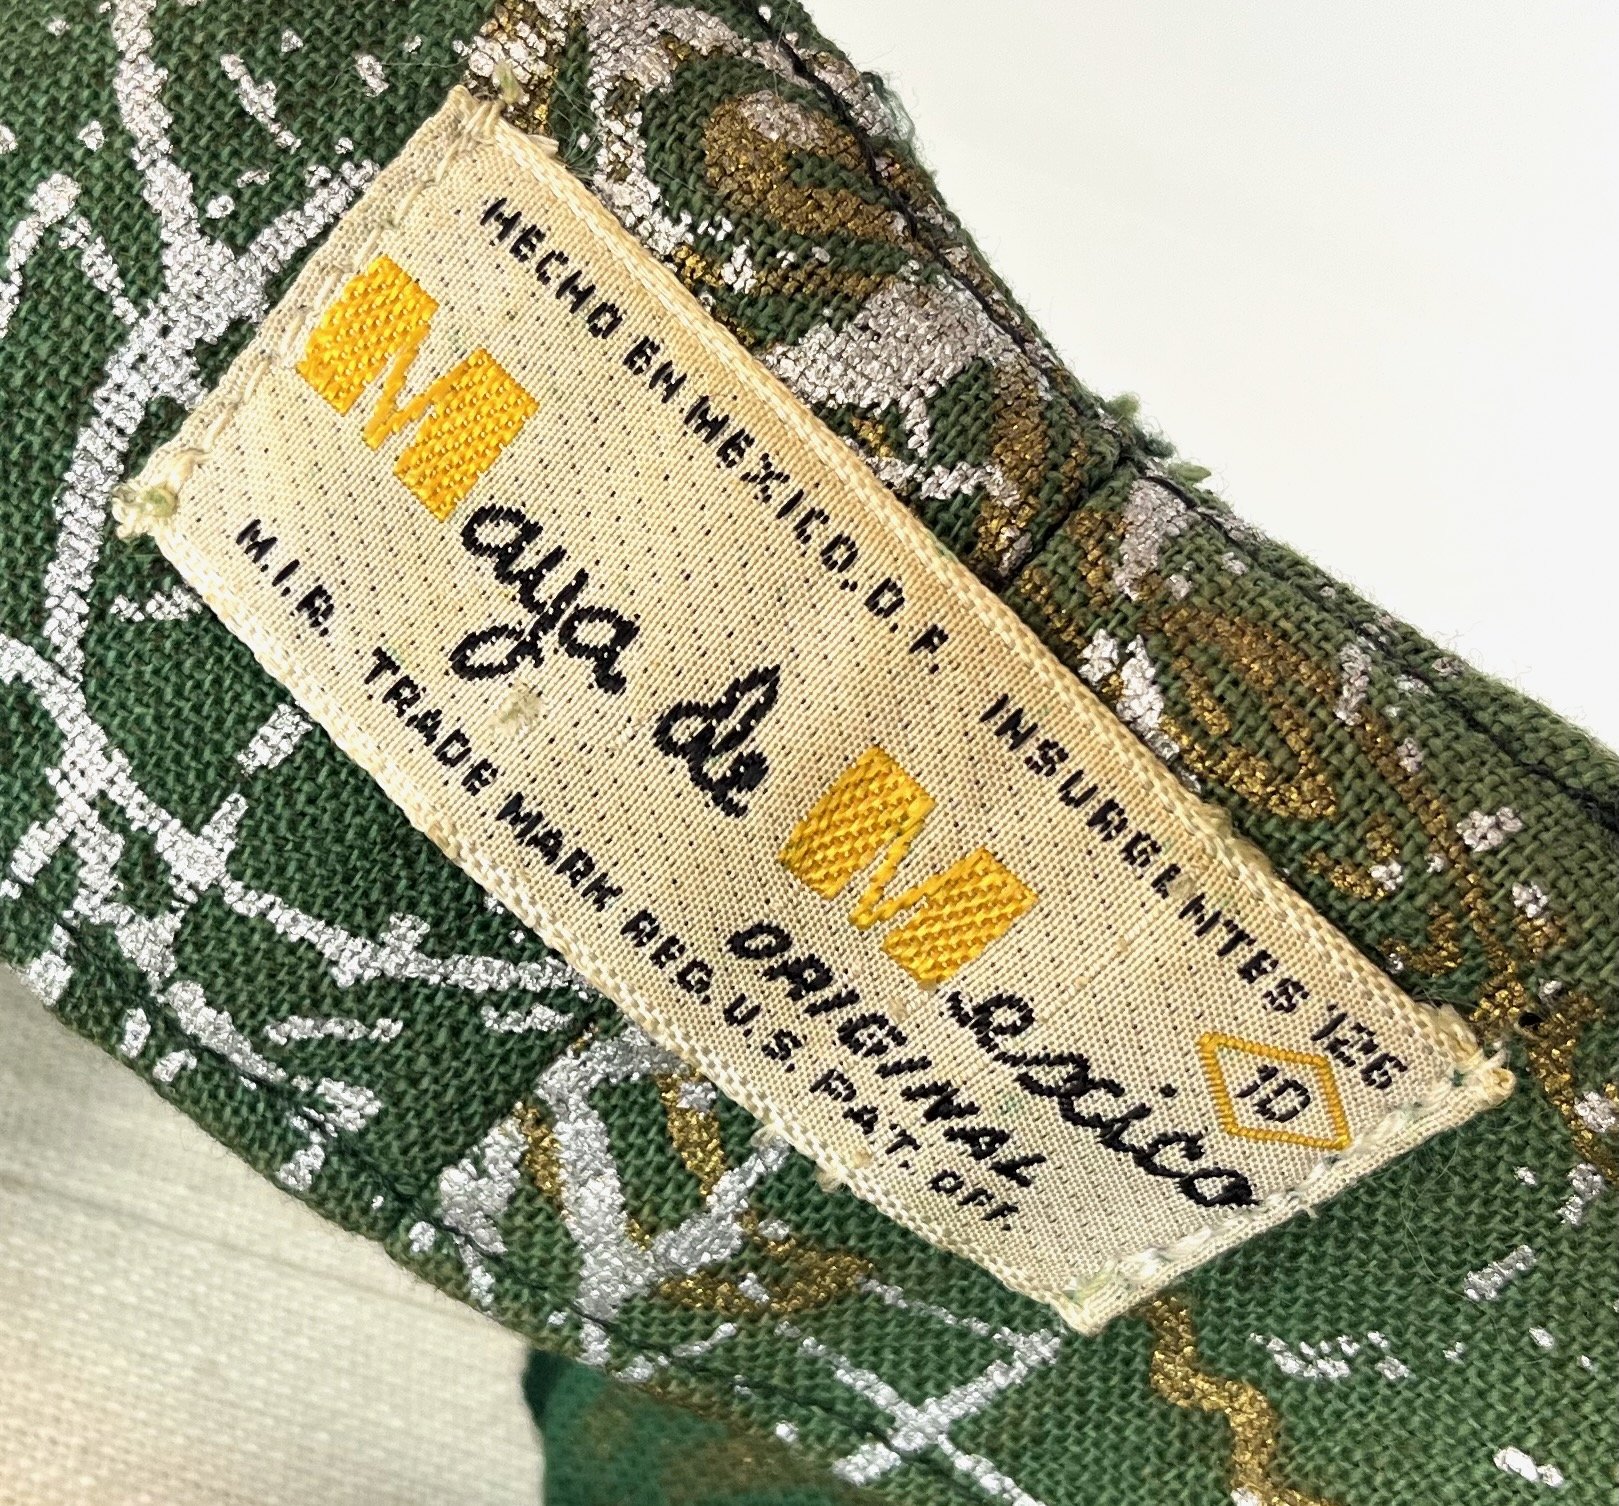 HECHO EN MEXICO. D. F. INSURGENTES 126
Maya de Mexico
10
ORIGINAL
M.I.R. TRADE MARK REG. U.S. PAT. OFF.